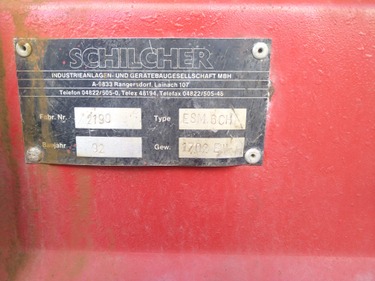 SCHILCHER
INDUSTRIEANLAGEN- UND GERÄTEBAUGESELLSCHAFT MBH
A-9833 Rangersdorf, Lainach 107
Telefon 04822/505-0, Telex 48194, Telefax 04822/505-45
Fabr. Nr. 2190 Type
Baujahr 92 Gew.